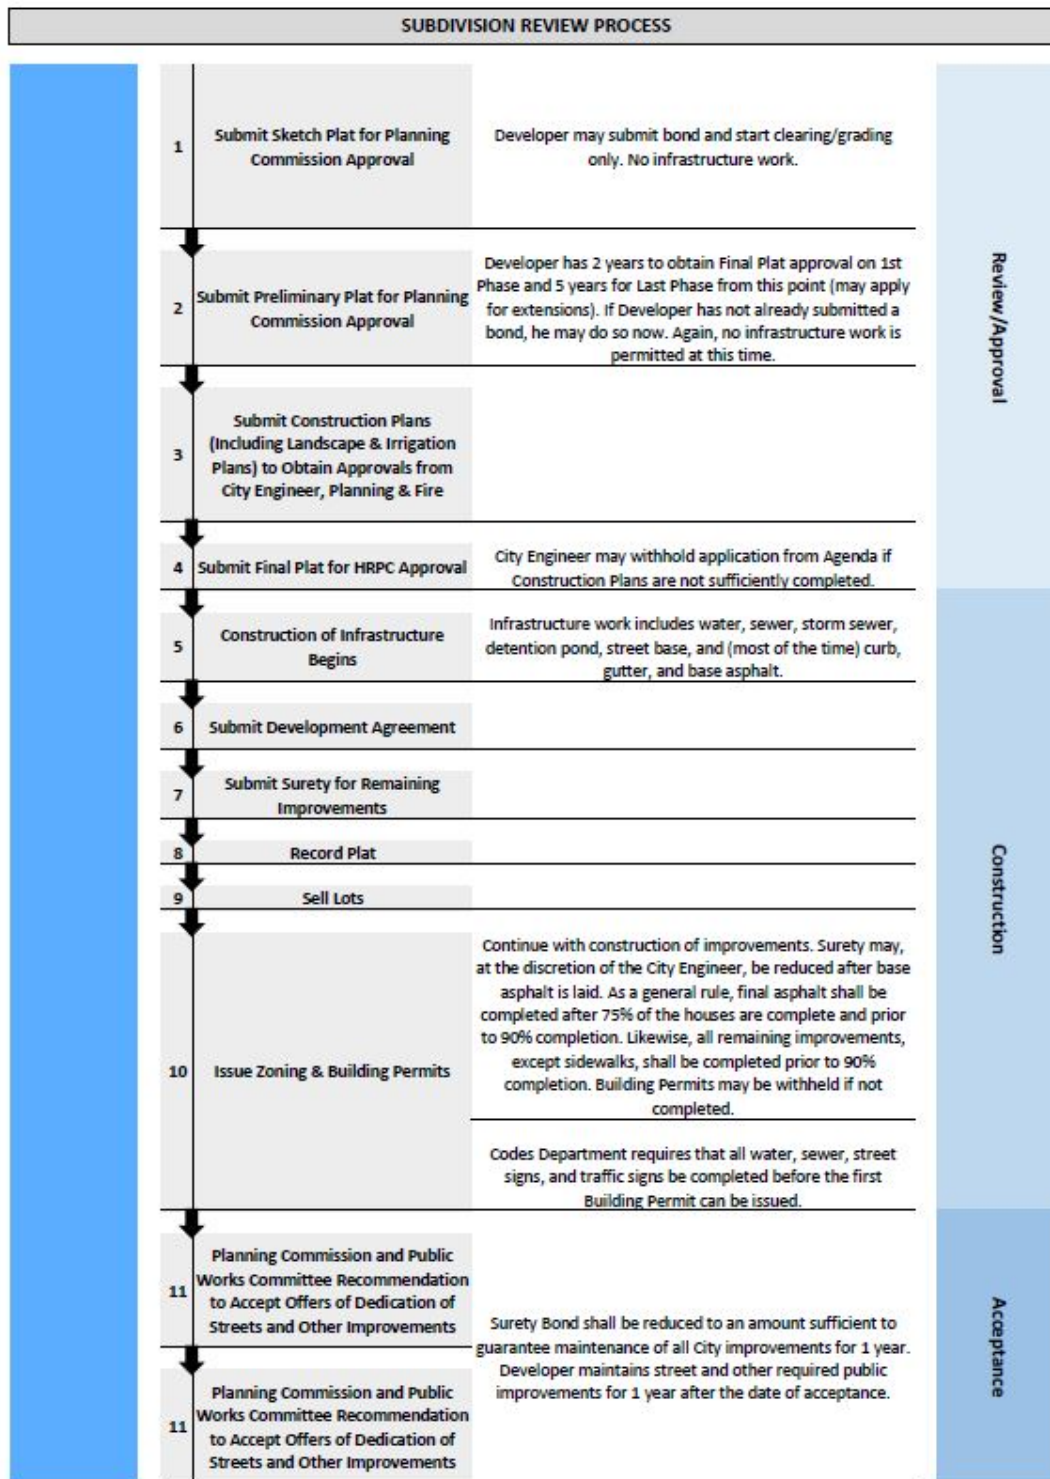 SUBDIVISION REVIEW PROCESS
1
Submit Sketch Plat for Planning
Commission Approval
Developer may submit bond and start clearing/grading
only. No infrastructure work.
2
Submit Preliminary Plat for Planning
Commission Approval
Developer has 2 years to obtain Final Plat approval on 1st
Phase and 5 years for Last Phase from this point (may apply
for extensions). If Developer has not already submitted a
bond, he may do so now. Again, no infrastructure work is
permitted at this time.
3
Submit Construction Plans
(Including Landscape & Irrigation
Plans) to Obtain Approvals from
City Engineer, Planning & Fire
4
Submit Final Plat for HRPC Approval
City Engineer may withhold application from Agenda if
Construction Plans are not sufficiently completed.
Review/Approval
5
Construction of Infrastructure
Begins
Infrastructure work includes water, sewer, storm sewer,
detention pond, street base, and (most of the time) curb,
gutter, and base asphalt.
6
Submit Development Agreement
7
Submit Surety for Remaining
Improvements
8
Record Plat
9
Sell Lots
10
Issue Zoning & Building Permits
Continue with construction of improvements. Surety may,
at the discretion of the City Engineer, be reduced after base
asphalt is laid. As a general rule, final asphalt shall be
completed after 75% of the houses are complete and prior
to 90% completion. Likewise, all remaining improvements,
except sidewalks, shall be completed prior to 90%
completion. Building Permits may be withheld if not
completed.
Codes Department requires that all water, sewer, street
signs, and traffic signs be completed before the first
Building Permit can be issued.
Construction
11
Planning Commission and Public
Works Committee Recommendation
to Accept Offers of Dedication of
Streets and Other Improvements
Surety Bond shall be reduced to an amount sufficient to
guarantee maintenance of all City improvements for 1 year.
Developer maintains street and other required public
improvements for 1 year after the date of acceptance.
11
Planning Commission and Public
Works Committee Recommendation
to Accept Offers of Dedication of
Streets and Other Improvements
Acceptance